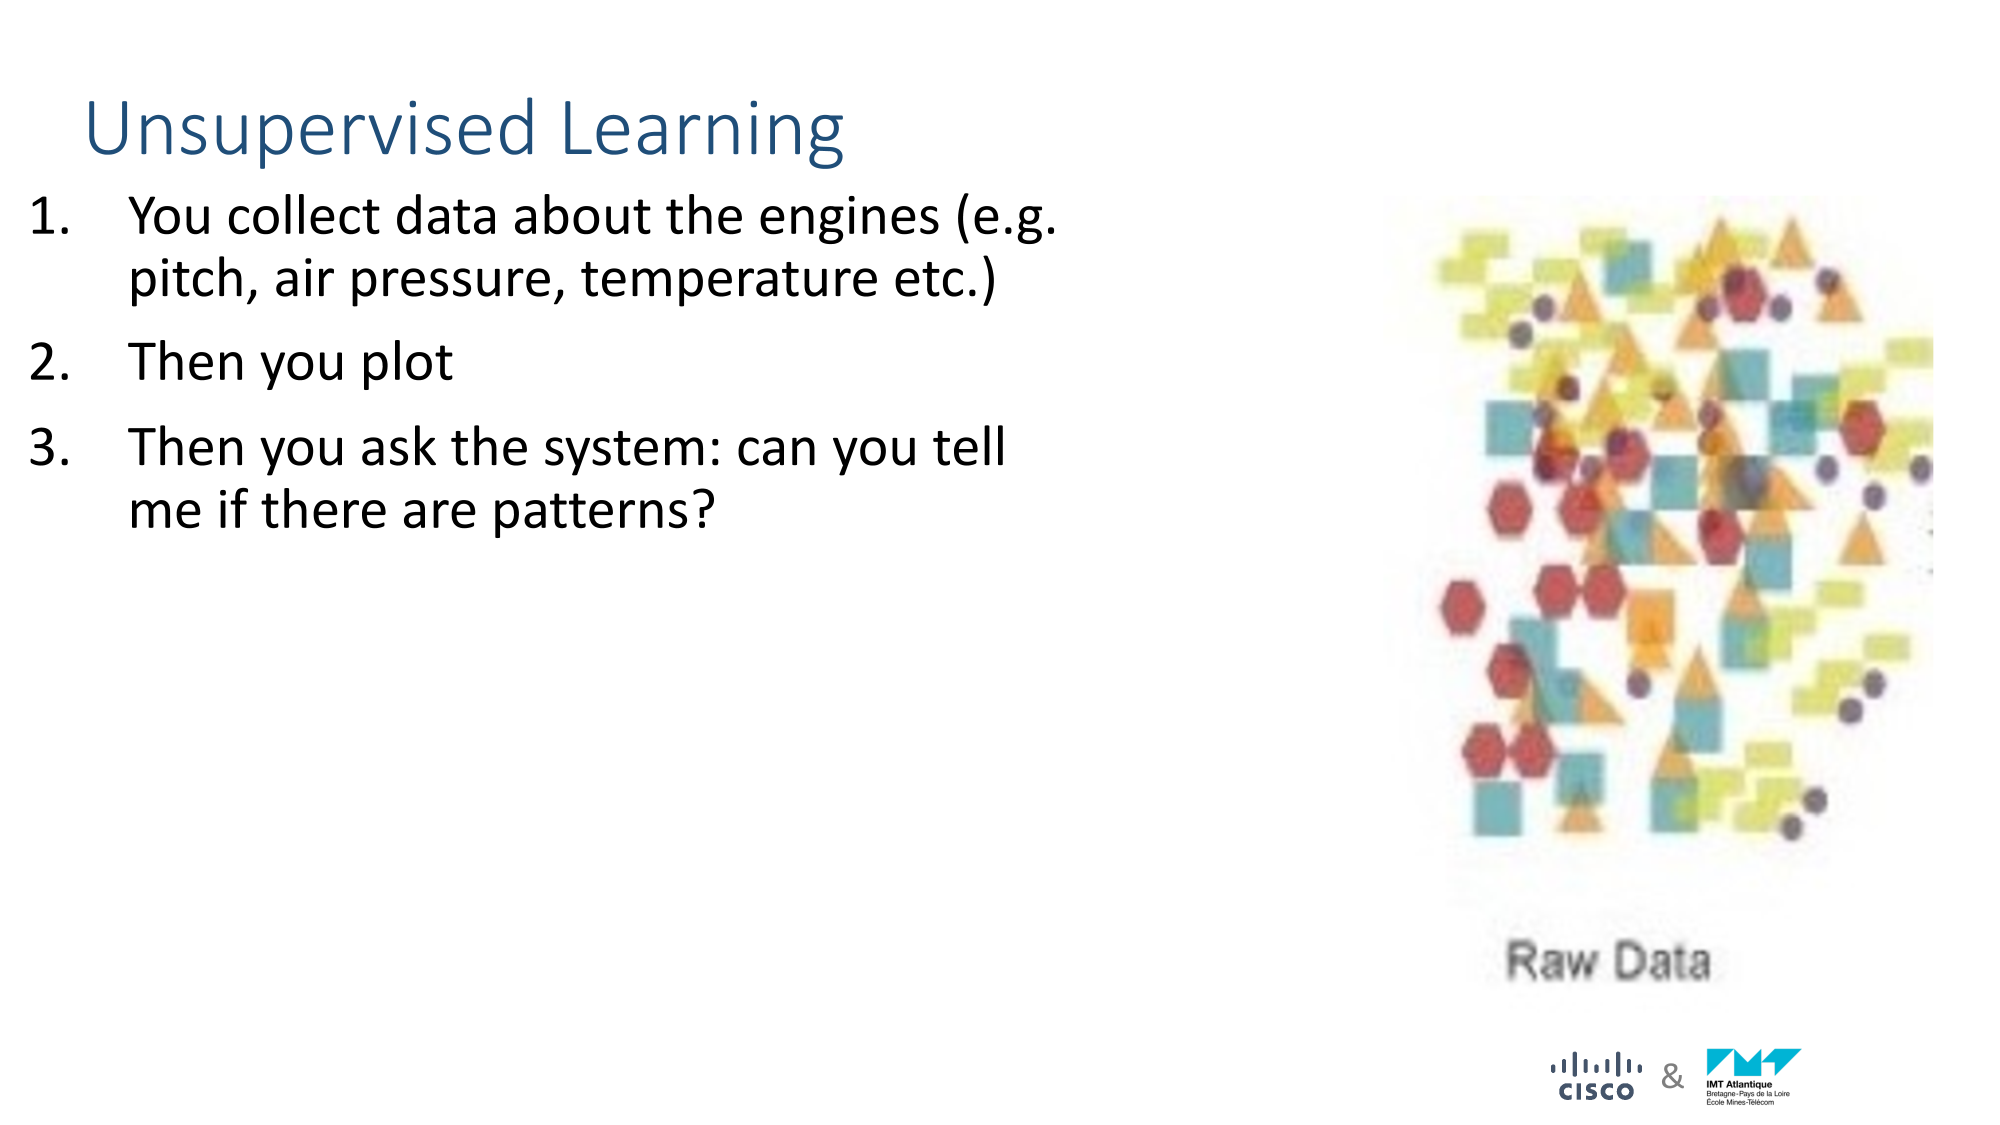 Unsupervised Learning
1. You collect data about the engines (e.g.
pitch, air pressure, temperature etc.)
2. Then you plot
3. Then you ask the system: can you tell
me if there are patterns?
Raw Data
CISCO & IMT Atlantique
Bretagne-Pays de la Loire
École Mines-Télécom